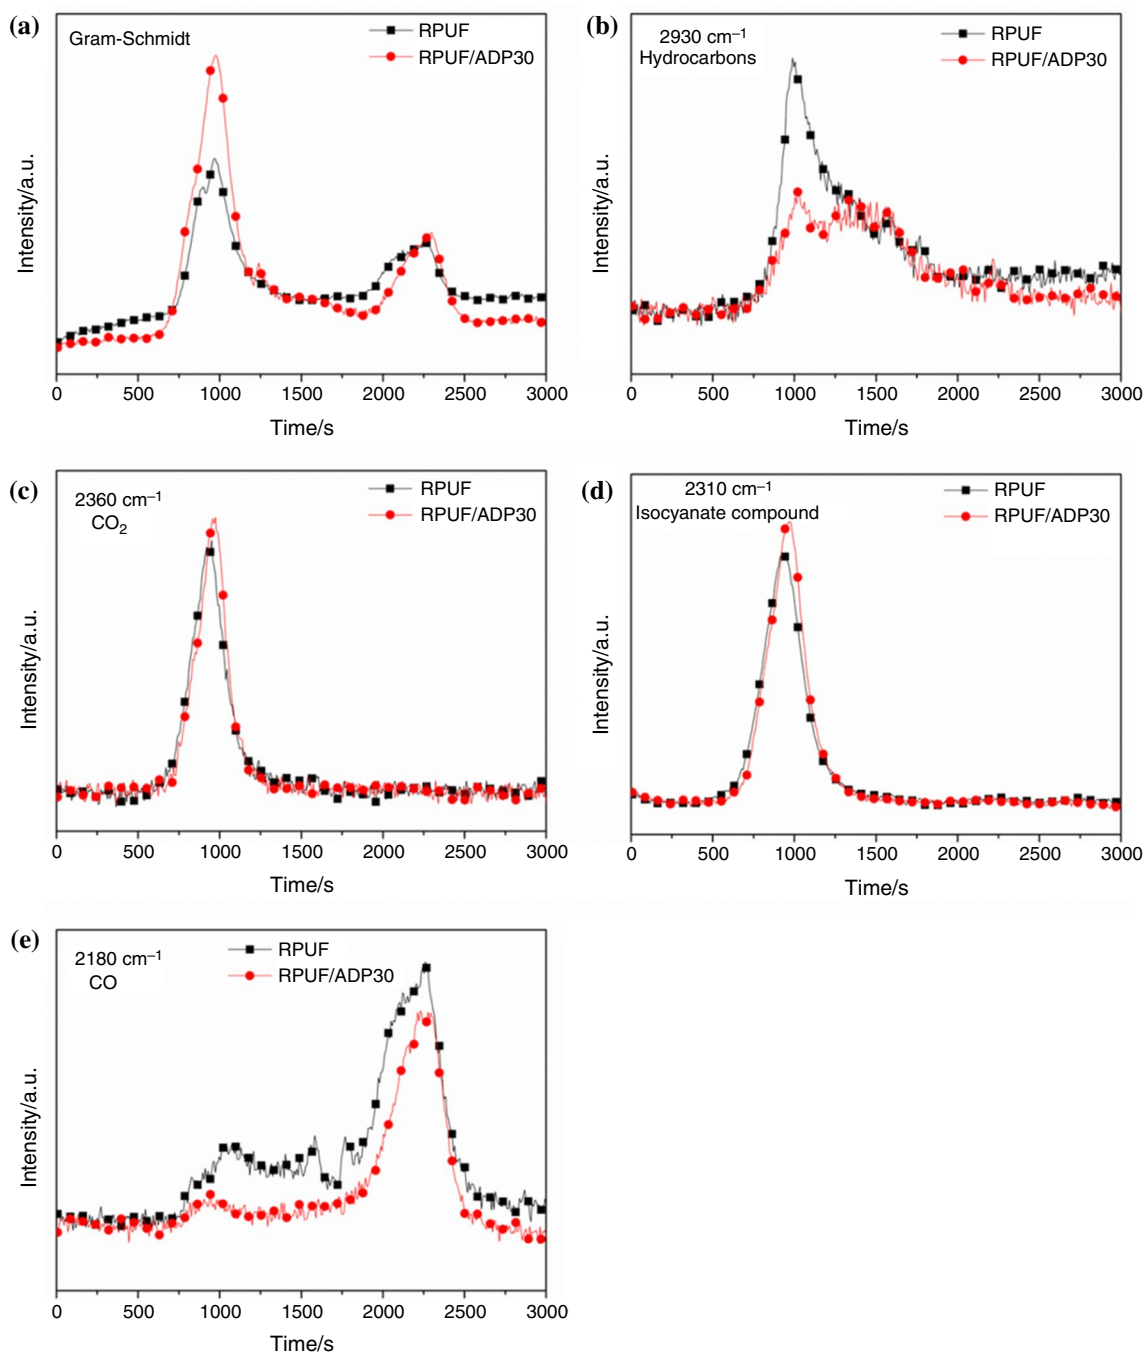 (a)
Gram-Schmidt
RPUF
RPUF/ADP30
Intensity/a.u.
0 500 1000 1500 2000 2500 3000
Time/s
(b)
2930 cm⁻¹
Hydrocarbons
RPUF
RPUF/ADP30
Intensity/a.u.
0 500 1000 1500 2000 2500 3000
Time/s
(c)
2360 cm⁻¹
CO₂
RPUF
RPUF/ADP30
Intensity/a.u.
0 500 1000 1500 2000 2500 3000
Time/s
(d)
2310 cm⁻¹
Isocyanate compound
RPUF
RPUF/ADP30
Intensity/a.u.
0 500 1000 1500 2000 2500 3000
Time/s
(e)
2180 cm⁻¹
CO
RPUF
RPUF/ADP30
Intensity/a.u.
0 500 1000 1500 2000 2500 3000
Time/s